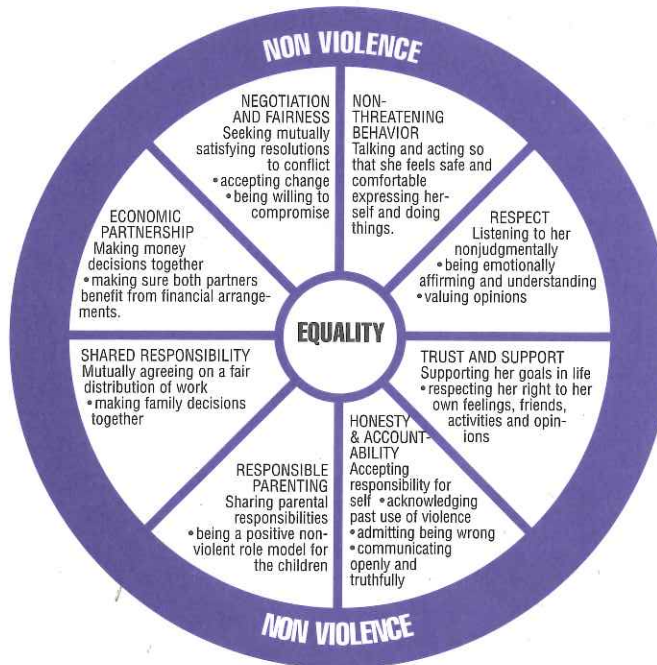 NON VIOLENCE
NEGOTIATION
AND FAIRNESS
Seeking mutually
satisfying resolutions
to conflict
•accepting change
•being willing to
compromise
NON-
THREATENING
BEHAVIOR
Talking and acting so
that she feels safe and
comfortable
expressing her-
self and doing
things.
RESPECT
Listening to her
nonjudgmentally
•being emotionally
affirming and understanding
•valuing opinions
TRUST AND SUPPORT
Supporting her goals in life
•respecting her right to her
own feelings, friends,
activities and opin-
ions
HONESTY
& ACCOUNT-
ABILITY
Accepting
responsibility for
self •acknowledging
past use of violence
•admitting being wrong
•communicating
openly and
truthfully
RESPONSIBLE
PARENTING
Sharing parental
responsibilities
•being a positive non-
violent role model for
the children
SHARED RESPONSIBILITY
Mutually agreeing on a fair
distribution of work
•making family decisions
together
ECONOMIC
PARTNERSHIP
Making money
decisions together
•making sure both partners
benefit from financial arrange-
ments.
EQUALITY
NON VIOLENCE